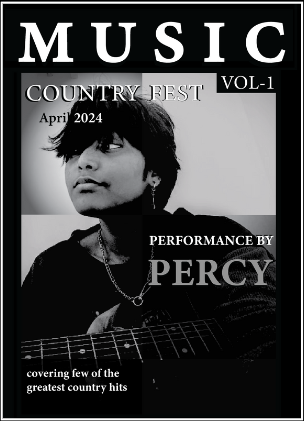 MUSIC
VOL-1
COUNTRY FEST
April 2024
PERFORMANCE BY
PERCY
covering few of the
greatest country hits